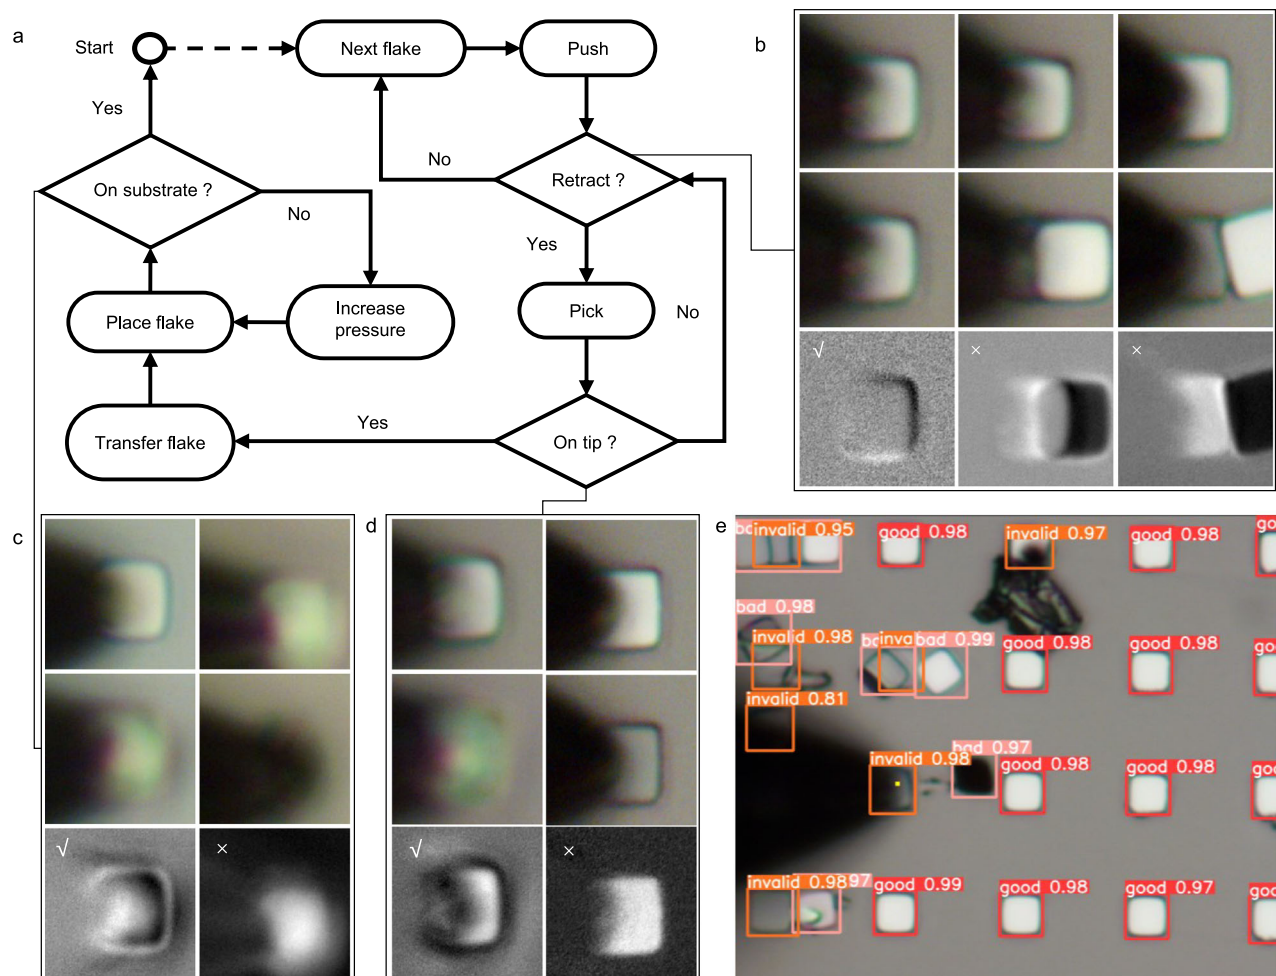 a
Start
Next flake
Push
b
Yes
No
On substrate ?
Retract ?
No
Yes
Place flake
Increase
pressure
Pick
No
Transfer flake
Yes
On tip ?
√
×
×
c
d
e
√
×
√
×
invalid 0.95
good 0.98
invalid 0.97
good 0.98
bad 0.98
invalid 0.98
bad 0.99
good 0.98
good 0.98
invalid 0.81
invalid 0.98
bad 0.97
good 0.98
good 0.98
invalid 0.98
97
good 0.99
good 0.98
good 0.97